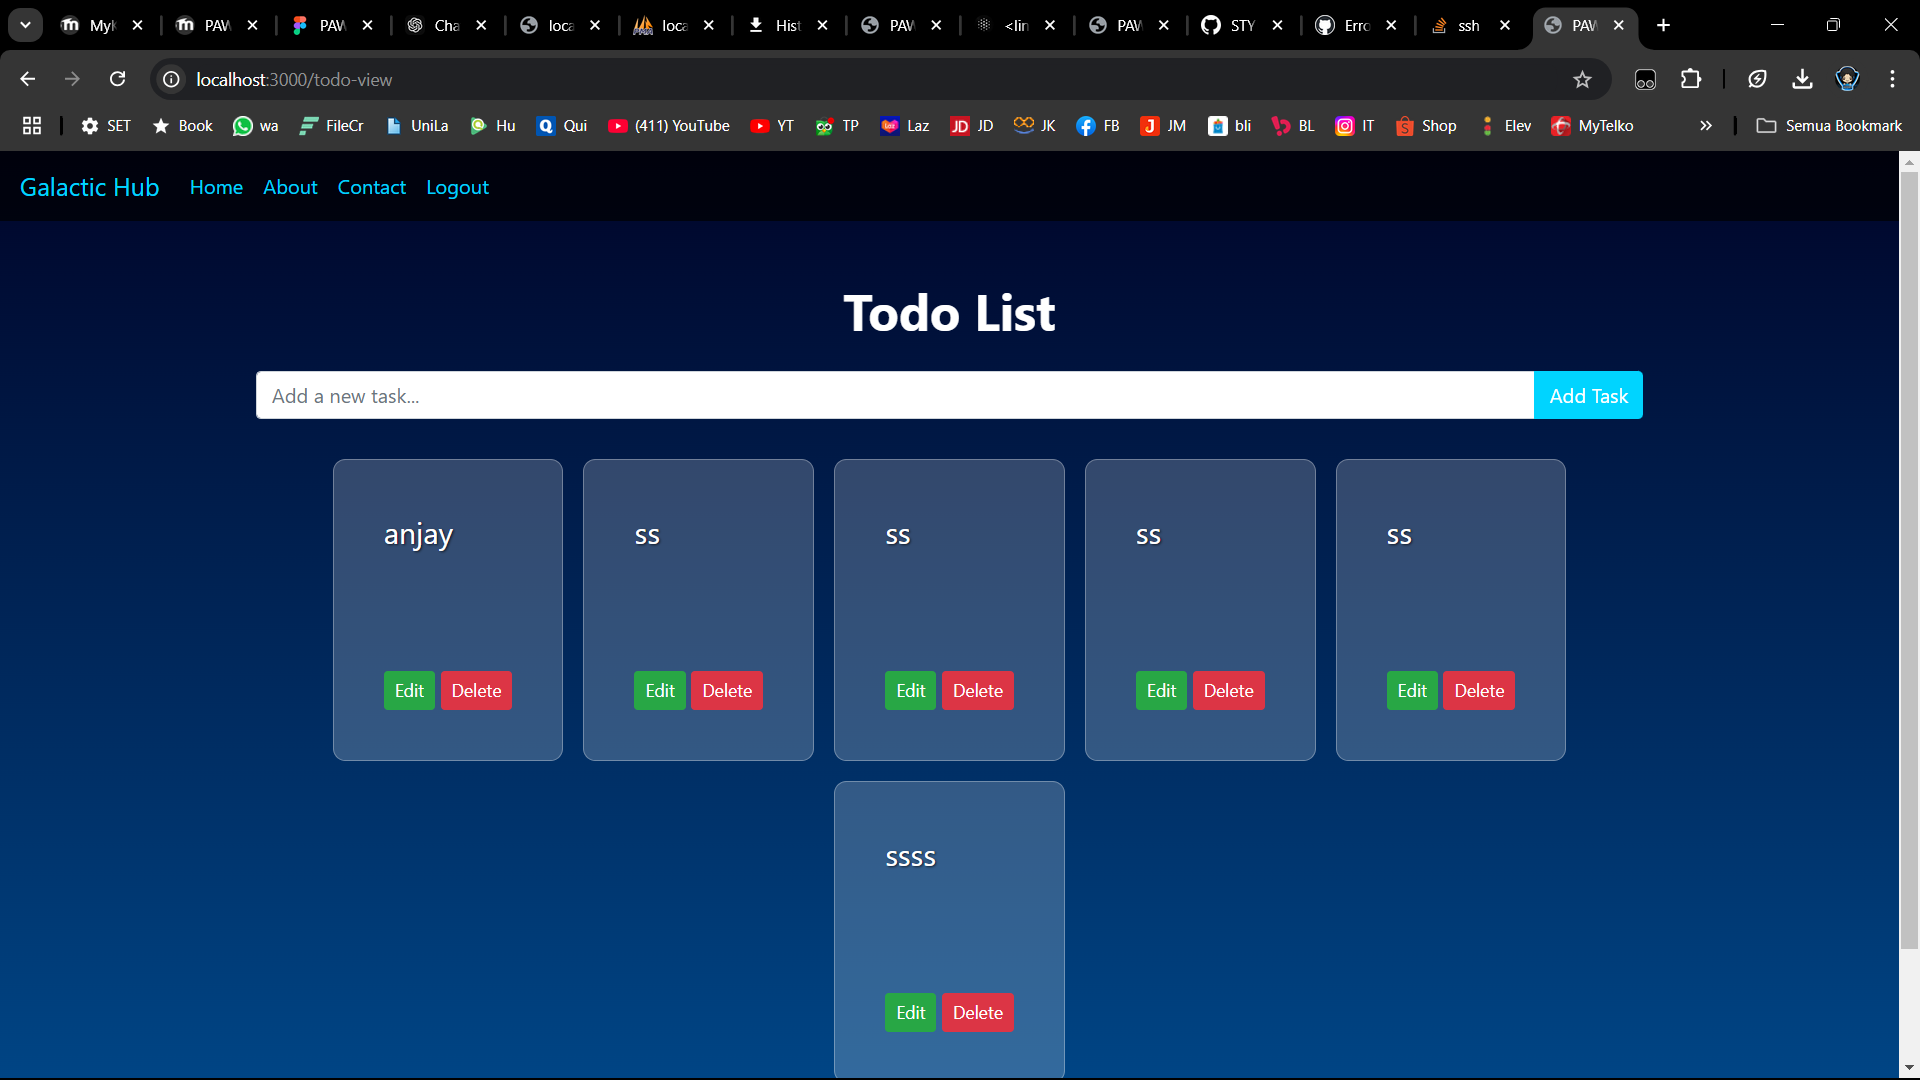 Myk PAW PAW Cha loca loca Hist PAW <lin PAW STY Erro ssh PAW
localhost:3000/todo-view
SET Book wa FileCr UniLa Hu Qui (411) YouTube YT TP Laz JD JK FB JM bli BL IT Shop Elev MyTelko Semua Bookmark
Galactic Hub Home About Contact Logout
Todo List
Add a new task... Add Task
anjay ss ss ss ss
Edit Delete Edit Delete Edit Delete Edit Delete Edit Delete
ssss
Edit Delete